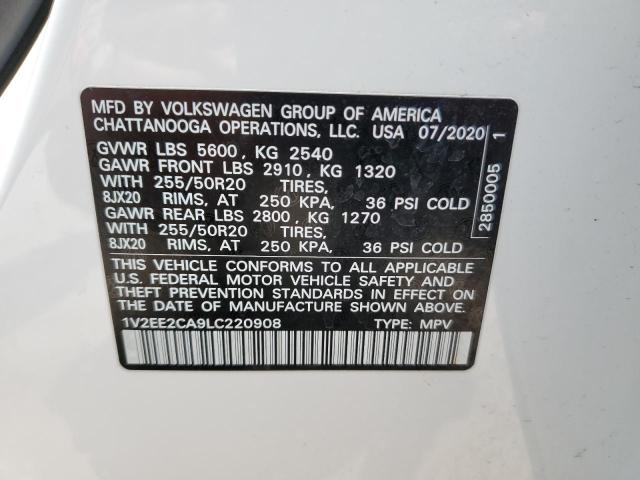 MFD BY VOLKSWAGEN GROUP OF AMERICA
CHATTANOOGA OPERATIONS, LLC. USA 07/2020
GVWR LBS 5600, KG 2540
GAWR FRONT LBS 2910, KG 1320
WITH 255/50R20 TIRES,
8JX20 RIMS, AT 250 KPA, 36 PSI COLD
GAWR REAR LBS 2800, KG 1270
WITH 255/50R20 TIRES,
8JX20 RIMS, AT 250 KPA, 36 PSI COLD
THIS VEHICLE CONFORMS TO ALL APPLICABLE
U.S. FEDERAL MOTOR VEHICLE SAFETY AND
THEFT PREVENTION STANDARDS IN EFFECT ON
THE DATE OF MANUFACTURE SHOWN ABOVE.
1V2EE2CA9LC220908 TYPE: MPV
2850005 1